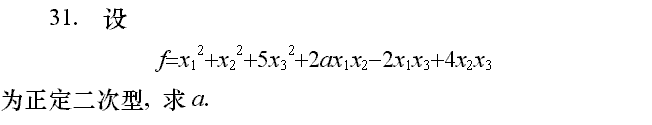 31. 设
f=x₁²+x₂²+5x₃²+2ax₁x₂−2x₁x₃+4x₂x₃
为正定二次型, 求 a.